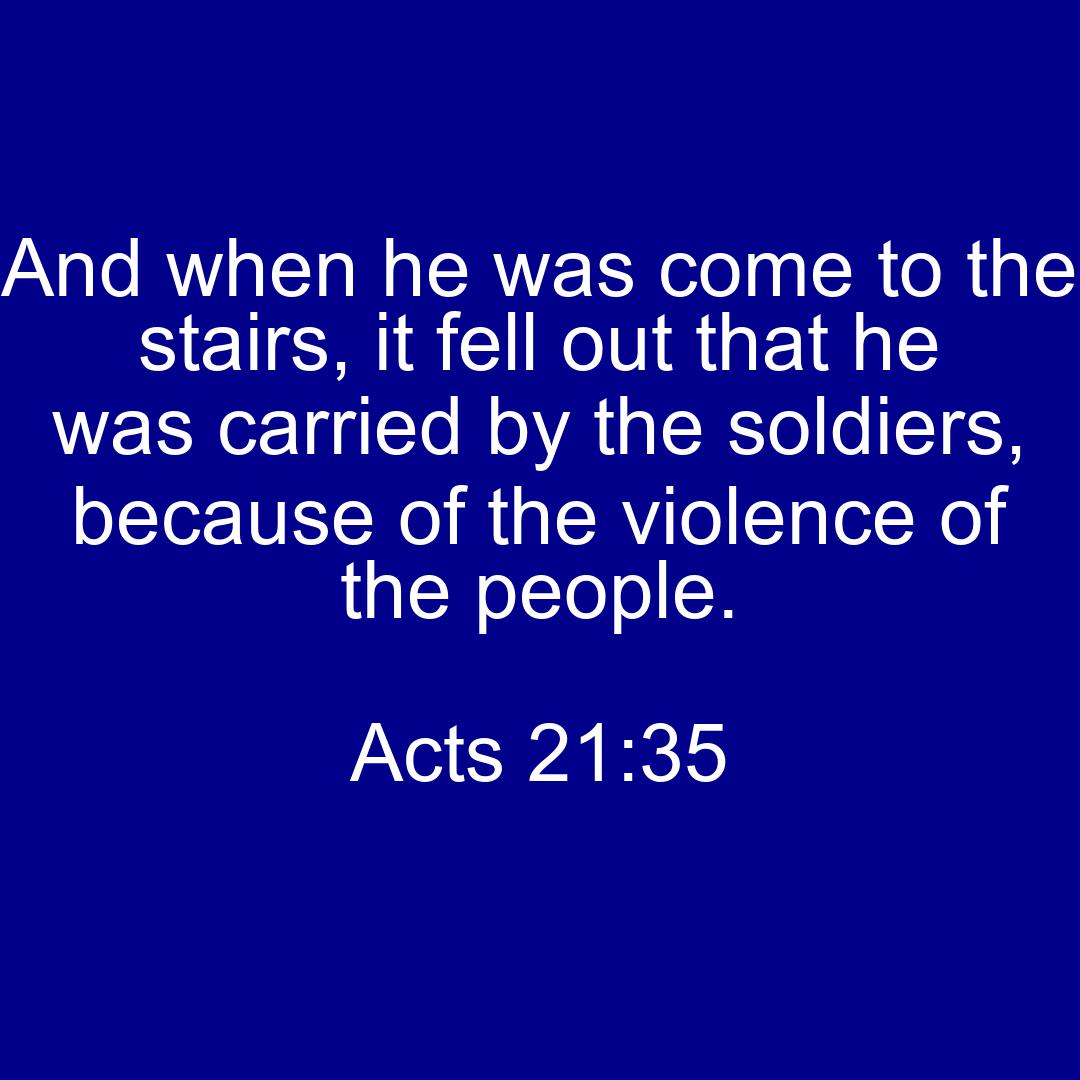 And when he was come to the
stairs, it fell out that he
was carried by the soldiers,
because of the violence of
the people.
Acts 21:35